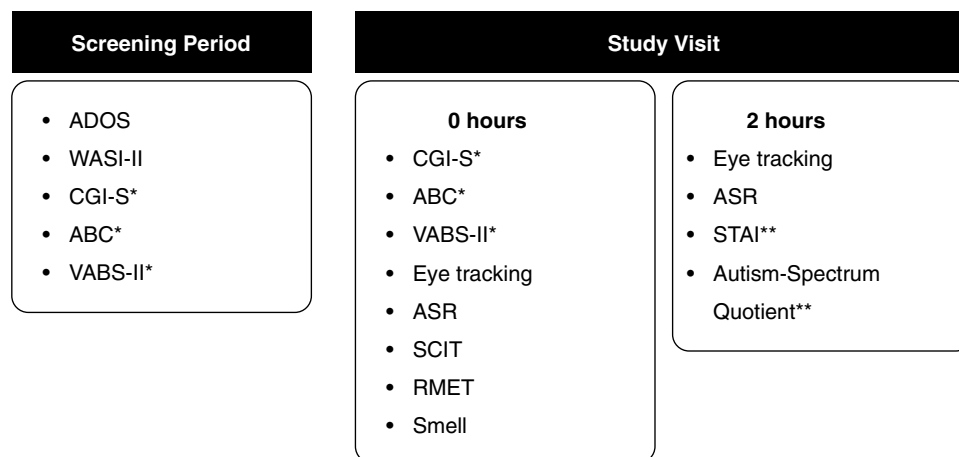 Screening Period
• ADOS
• WASI-II
• CGI-S*
• ABC*
• VABS-II*
Study Visit
0 hours
• CGI-S*
• ABC*
• VABS-II*
• Eye tracking
• ASR
• SCIT
• RMET
• Smell
2 hours
• Eye tracking
• ASR
• STAI**
• Autism-Spectrum
Quotient**